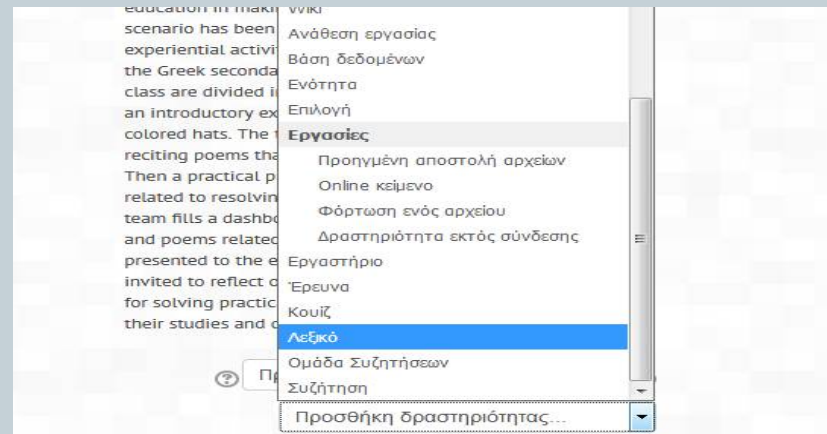 education in makin
Wiki
scenario has been
Ανάθεση εργασίας
experiential activi
Βάση δεδομένων
the Greek seconda
Ενότητα
class are divided i
Επιλογή
an introductory ex
Εργασίες
colored hats. The
Προηγμένη αποστολή αρχείων
reciting poems tha
Online κείμενο
Then a practical p
Φόρτωση ενός αρχείου
related to resolvin
Δραστηριότητα εκτός σύνδεσης
team fills a dashbo
Εργαστήριο
and poems related
Έρευνα
presented to the e
Κουίζ
invited to reflect o
Λεξικό
for solving practic
Ομάδα Συζητήσεων
their studies and
Συζήτηση
Προσθήκη δραστηριότητας...